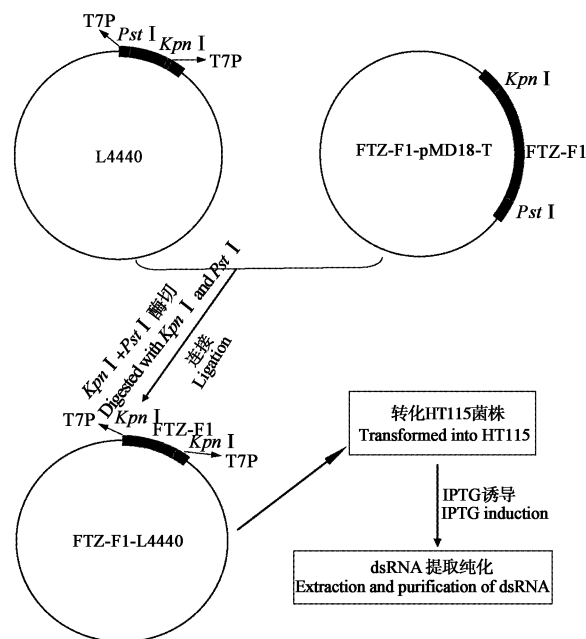 T7P
Pst I
Kpn I
T7P
L4440
Kpn I
FTZ-F1-pMD18-T
FTZ-F1
Pst I
Kpn I+Pst I 酶切
Digested with Kpn I and Pst I
连接
Ligation
T7P
Kpn I
FTZ-F1
Kpn I
T7P
FTZ-F1-L4440
转化HT115菌株
Transformed into HT115
IPTG诱导
IPTG induction
dsRNA 提取纯化
Extraction and purification of dsRNA